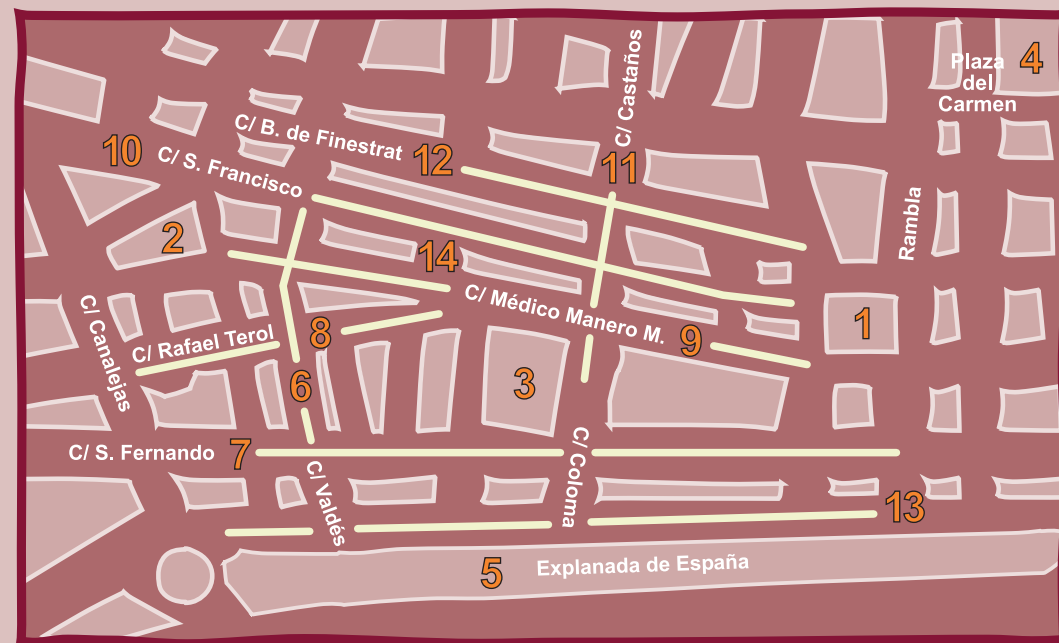 C/ Castaños
Plaza
del
Carmen
4
C/ B. de Finestrat
12
11
10
C/ S. Francisco
2
14
Rambla
C/ Médico Manero M.
9
1
C/ Canalejas
C/ Rafael Terol
8
6
3
C/ S. Fernando
7
C/ Valdés
C/ Coloma
13
5
Explanada de España